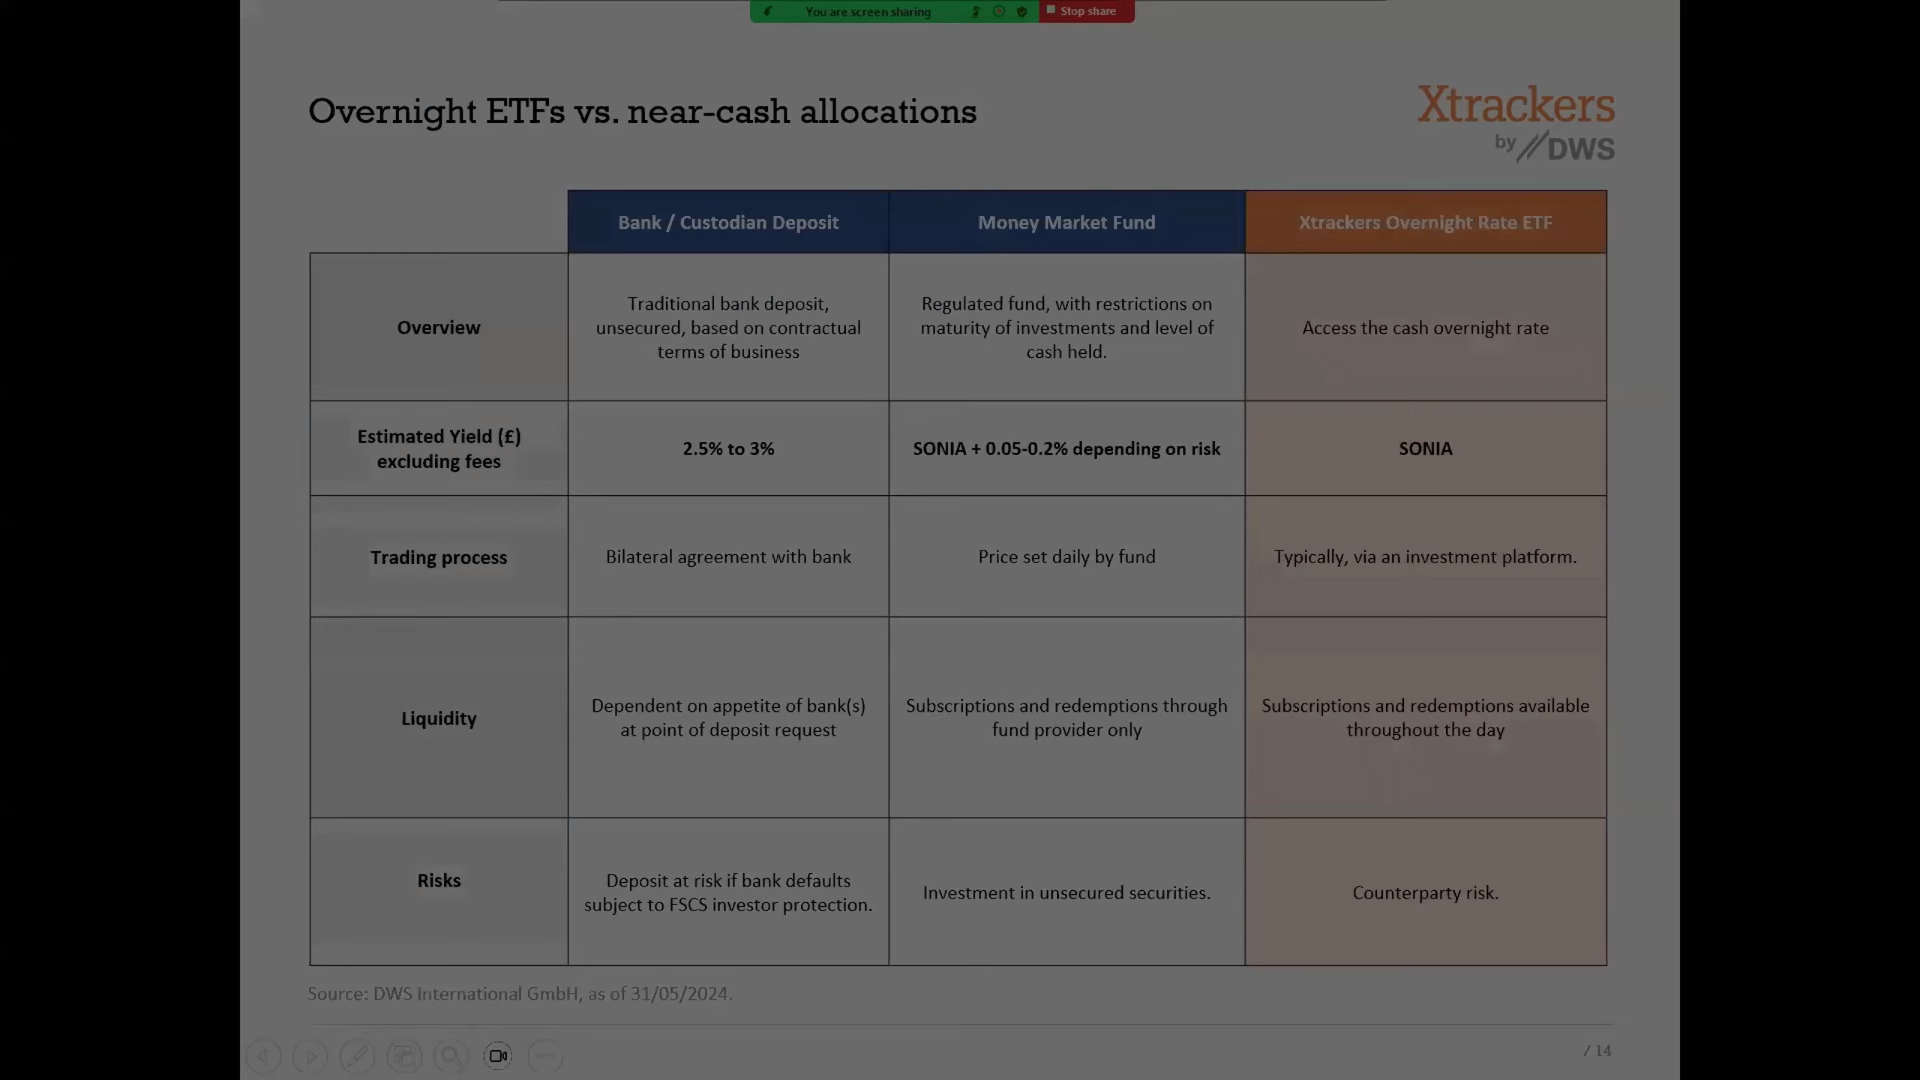 You are screen sharing
Stop share
Overnight ETFs vs. near-cash allocations
Xtrackers
by DWS
Bank / Custodian Deposit
Money Market Fund
Xtrackers Overnight Rate ETF
Overview
Traditional bank deposit,
unsecured, based on contractual
terms of business
Regulated fund, with restrictions on
maturity of investments and level of
cash held.
Access the cash overnight rate
Estimated Yield (£)
excluding fees
2.5% to 3%
SONIA + 0.05-0.2% depending on risk
SONIA
Trading process
Bilateral agreement with bank
Price set daily by fund
Typically, via an investment platform.
Liquidity
Dependent on appetite of bank(s)
at point of deposit request
Subscriptions and redemptions through
fund provider only
Subscriptions and redemptions available
throughout the day
Risks
Deposit at risk if bank defaults
subject to FSCS investor protection.
Investment in unsecured securities.
Counterparty risk.
Source: DWS International GmbH, as of 31/05/2024.
/ 14